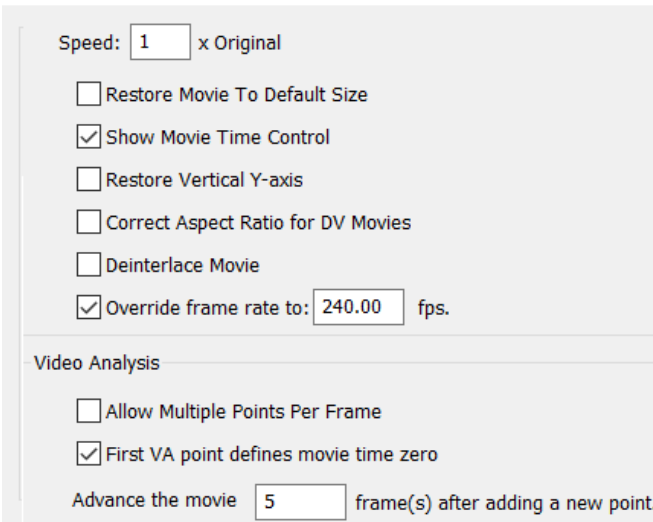 Speed: 1 x Original
Restore Movie To Default Size
Show Movie Time Control
Restore Vertical Y-axis
Correct Aspect Ratio for DV Movies
Deinterlace Movie
Override frame rate to: 240.00 fps.
Video Analysis
Allow Multiple Points Per Frame
First VA point defines movie time zero
Advance the movie 5 frame(s) after adding a new point